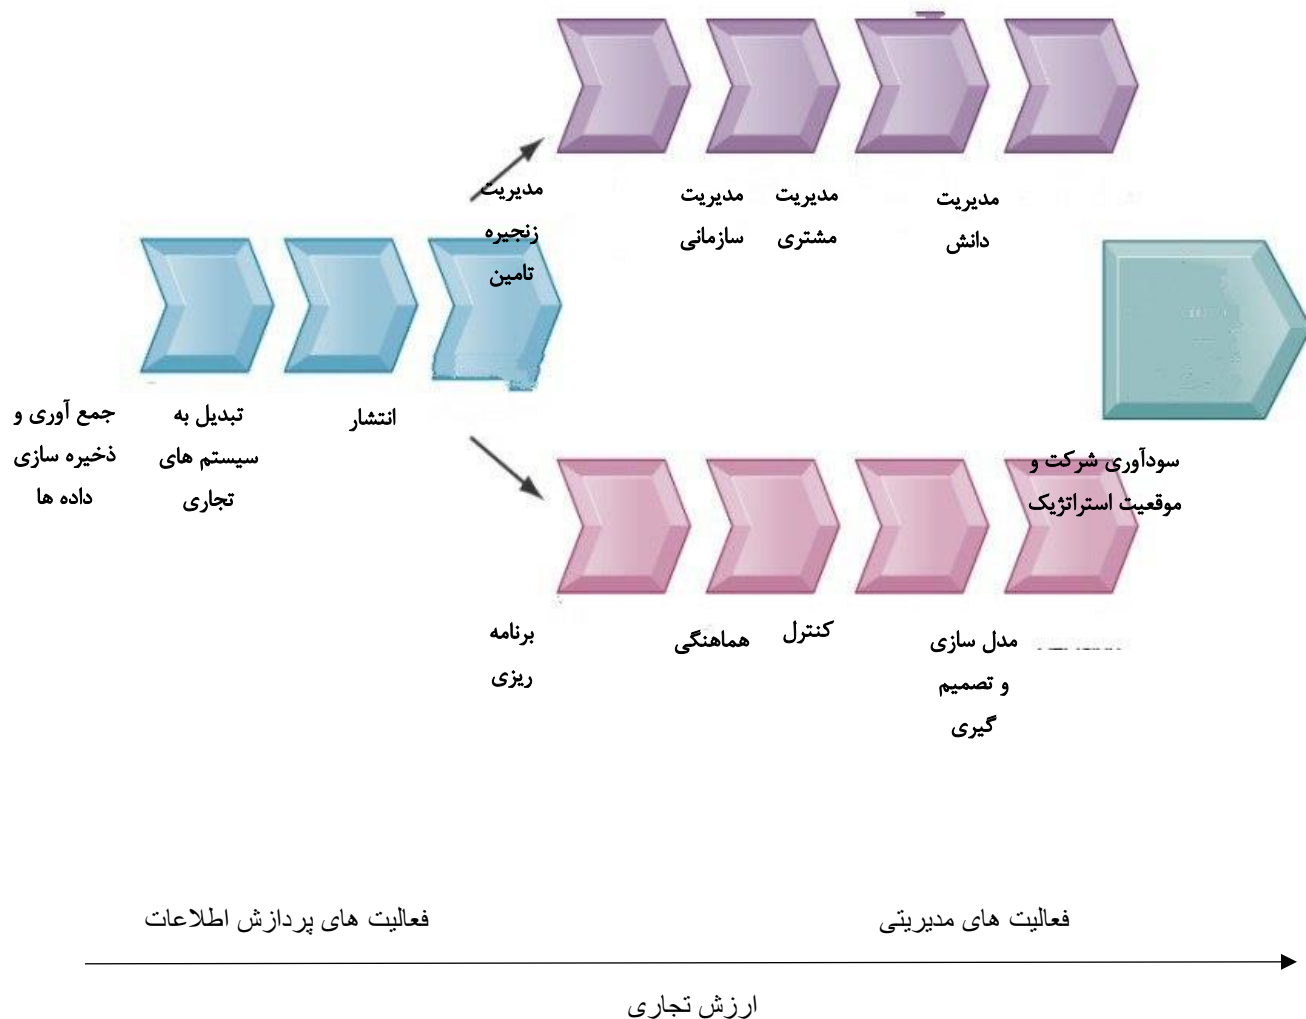 مدیریت
زنجیره
تامین
مدیریت
سازمانی
مدیریت
مشتری
مدیریت
دانش
جمع آوری و
ذخیره سازی
داده ها
تبدیل به
سیستم های
تجاری
انتشار
سودآوری شرکت و
موقعیت استراتژیک
برنامه
ریزی
هماهنگی
کنترل
مدل سازی
و تصمیم
گیری
فعالیت های پردازش اطلاعات
فعالیت های مدیریتی
ارزش تجاری